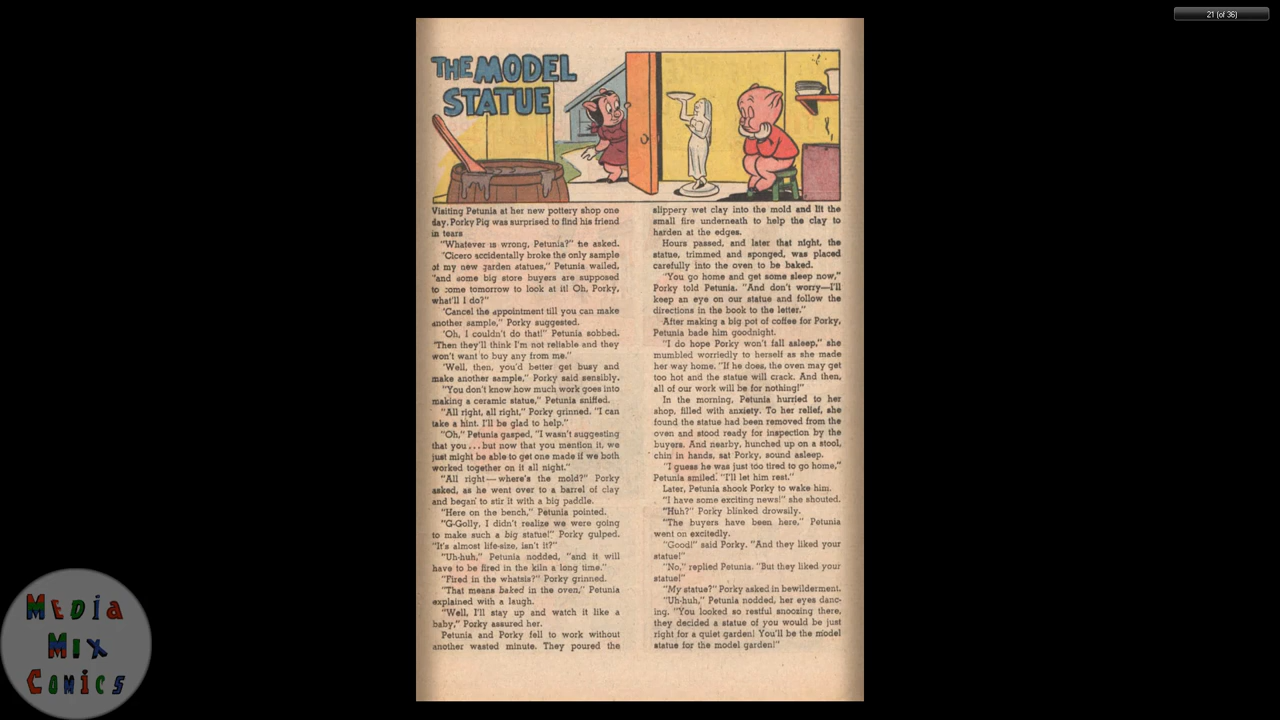 21 (of 36)
THE MODEL
STATUE
Visiting Petunia at her new pottery shop one
day, Porky Pig was surprised to find his friend
in tears
"Whatever is wrong, Petunia?" he asked.
"Cicero accidentally broke the only sample
of my new garden statues," Petunia wailed,
"and some big store buyers are supposed
to come tomorrow to look at it! Oh, Porky,
what'll I do?"
"Cancel the appointment till you can make
another sample," Porky suggested.
"Oh, I couldn't do that!" Petunia sobbed.
"Then they'll think I'm not reliable and they
won't want to buy any from me."
"Well, then, you'd better get busy and
make another sample," Porky said sensibly.
"You don't know how much work goes into
making a ceramic statue," Petunia sniffed.
"All right, all right," Porky grinned. "I can
take a hint. I'll be glad to help."
"Oh," Petunia gasped, "I wasn't suggesting
that you...but now that you mention it, we
just might be able to get one made if we both
worked together on it all night."
"All right—where's the mold?" Porky
asked, as he went over to a barrel of clay
and began to stir it with a big paddle.
"Here on the bench," Petunia pointed.
"G-Golly, I didn't realize we were going
to make such a big statue!" Porky gulped.
"It's almost life-size, isn't it?"
"Uh-huh," Petunia nodded, "and it will
have to be fired in the kiln a long time."
"Fired in the whatsis?" Porky grinned.
"That means baked in the oven," Petunia
explained with a laugh.
"Well, I'll stay up and watch it like a
baby," Porky assured her.
Petunia and Porky fell to work without
another wasted minute. They poured the
slippery wet clay into the mold and lit the
small fire underneath to help the clay to
harden at the edges.
Hours passed, and later that night, the
statue, trimmed and sponged, was placed
carefully into the oven to be baked.
"You go home and get some sleep now,"
Porky told Petunia. "And don't worry—I'll
keep an eye on our statue and follow the
directions in the book to the letter."
After making a big pot of coffee for Porky,
Petunia bade him goodnight.
"I do hope Porky won't fall asleep," she
mumbled worriedly to herself as she made
her way home. "If he does, the oven may get
too hot and the statue will crack. And then,
all of our work will be for nothing!"
In the morning, Petunia hurried to her
shop, filled with anxiety. To her relief, she
found the statue had been removed from the
oven and stood ready for inspection by the
buyers. And nearby, hunched up on a stool,
chin in hands, sat Porky, sound asleep.
"I guess he was just too tired to go home,"
Petunia smiled. "I'll let him rest."
Later, Petunia shook Porky to wake him.
"I have some exciting news!" she shouted.
"Huh?" Porky blinked drowsily.
"The buyers have been here," Petunia
went on excitedly.
"Good!" said Porky. "And they liked your
statue!"
"No," replied Petunia. "But they liked your
statue!"
"My statue?" Porky asked in bewilderment.
"Uh-huh," Petunia nodded, her eyes danc-
ing. "You looked so restful snoozing there,
they decided a statue of you would be just
right for a quiet garden! You'll be the model
statue for the model garden!"
MEDIA
MIX
COMICS